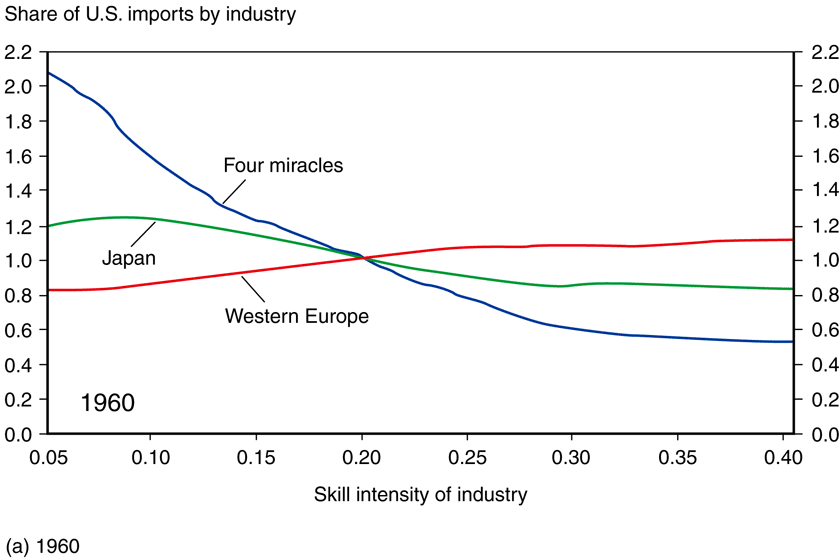 Share of U.S. imports by industry
2.2 2.2
2.0 2.0
1.8 1.8
1.6 1.6
Four miracles
1.4 1.4
1.2 1.2
Japan
1.0 1.0
0.8 0.8
Western Europe
0.6 0.6
0.4 0.4
1960
0.2 0.2
0.0 0.0
0.05 0.10 0.15 0.20 0.25 0.30 0.35 0.40
Skill intensity of industry
(a) 1960